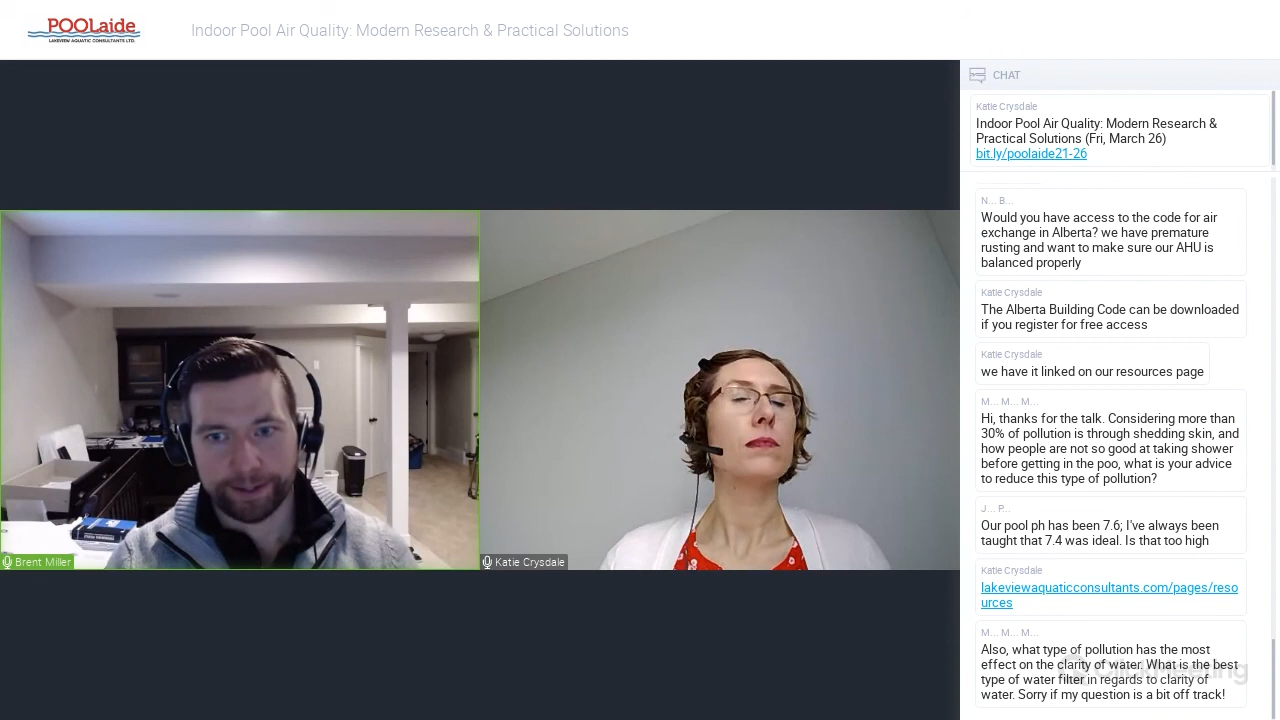 POOLaide
LAKEVIEW AQUATIC CONSULTANTS LTD.
Indoor Pool Air Quality: Modern Research & Practical Solutions
CHAT
Katie Crysdale
Indoor Pool Air Quality: Modern Research &
Practical Solutions (Fri, March 26)
bit.ly/poolaide21-26
N... B...
Would you have access to the code for air
exchange in Alberta? we have premature
rusting and want to make sure our AHU is
balanced properly
Katie Crysdale
The Alberta Building Code can be downloaded
if you register for free access
Katie Crysdale
we have it linked on our resources page
M... M... M...
Hi, thanks for the talk. Considering more than
30% of pollution is through shedding skin, and
how people are not so good at taking shower
before getting in the poo, what is your advice
to reduce this type of pollution?
J... P...
Our pool ph has been 7.6; I've always been
taught that 7.4 was ideal. Is that too high
Katie Crysdale
lakeviewaquaticconsultants.com/pages/reso
urces
M... M... M...
Also, what type of pollution has the most
effect on the clarity of water. What is the best
type of water filter in regards to clarity of
water. Sorry if my question is a bit off track!
ClickMeeting
Brent Miller
Katie Crysdale